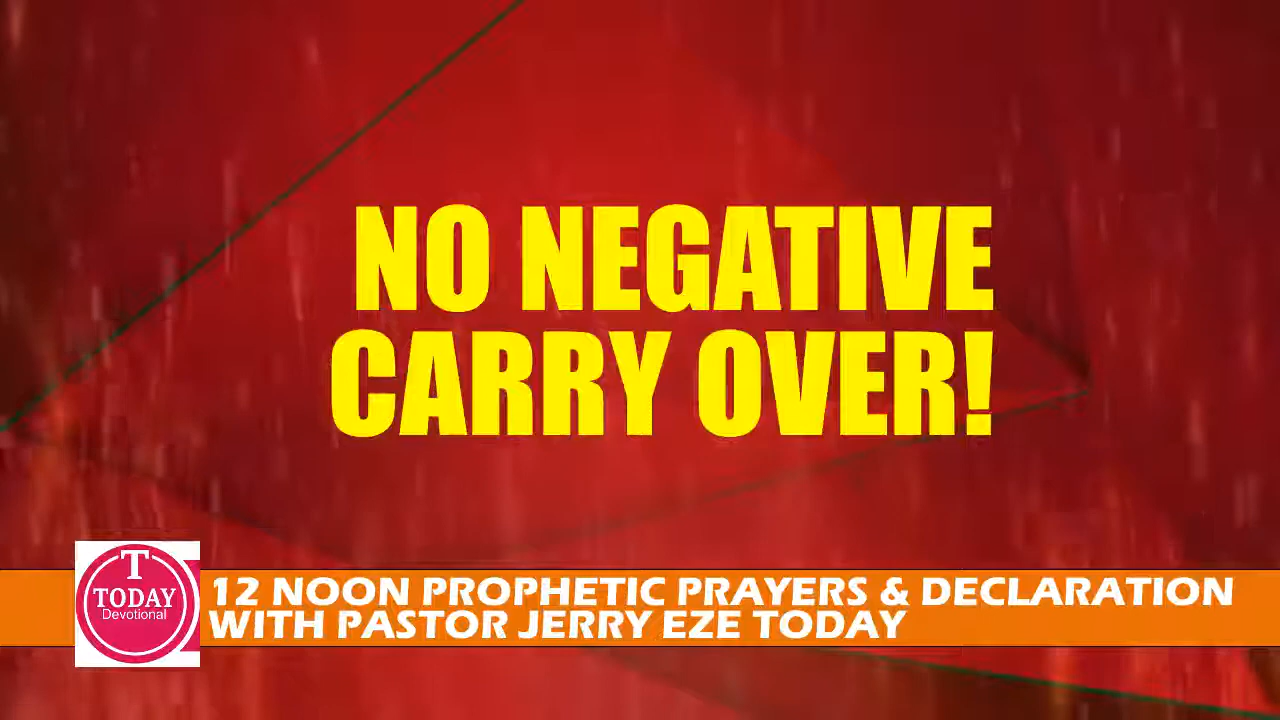 NO NEGATIVE
CARRY OVER!
T
TODAY
Devotional
12 NOON PROPHETIC PRAYERS & DECLARATION
WITH PASTOR JERRY EZE TODAY